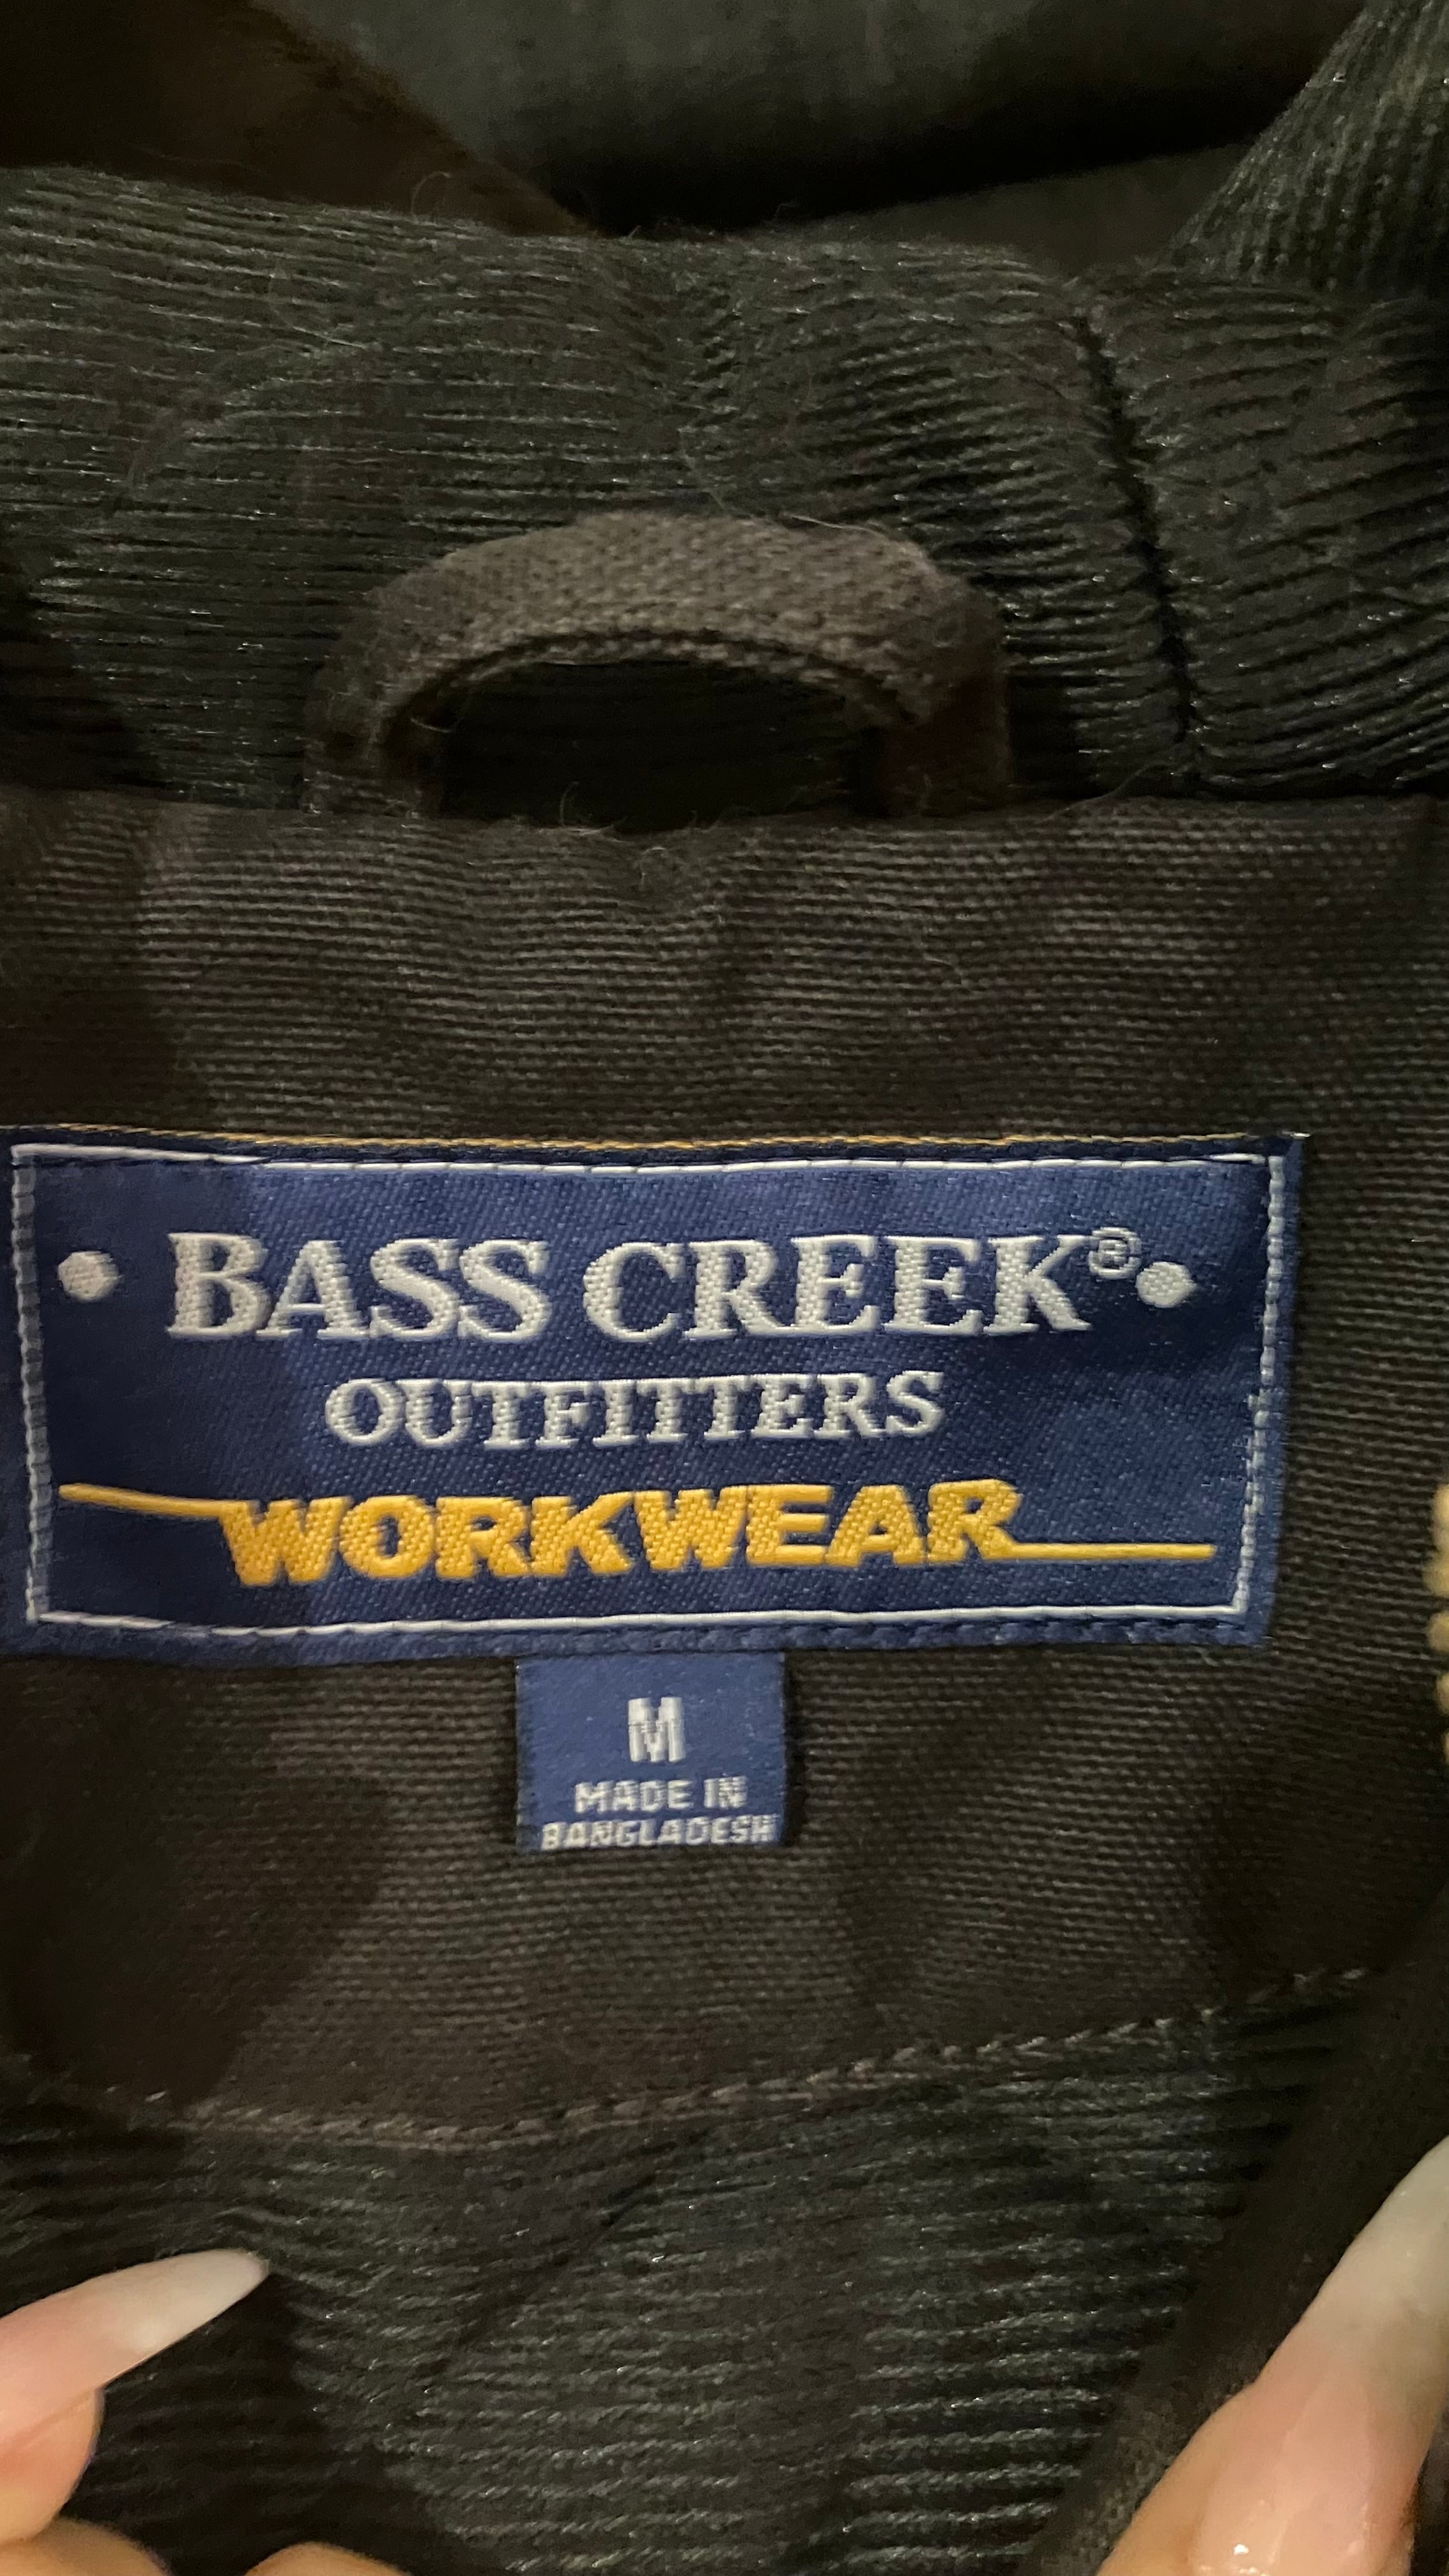 • BASS CREEK® •
OUTFITTERS
WORKWEAR
M
MADE IN
BANGLADESH